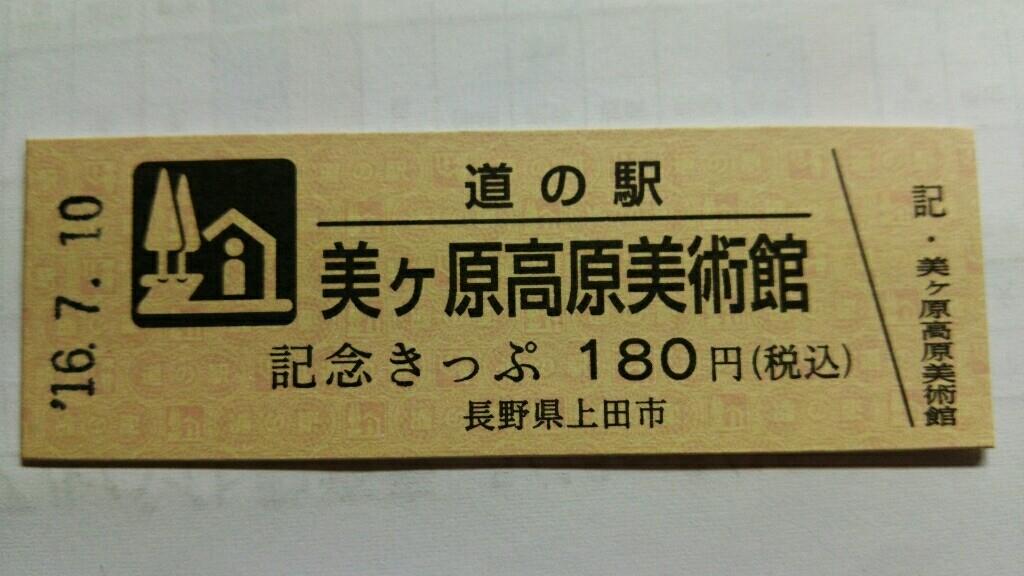 '16.7.10
道の駅
美ヶ原高原美術館
記念きっぷ 180円(税込)
長野県上田市
記・美ヶ原高原美術館